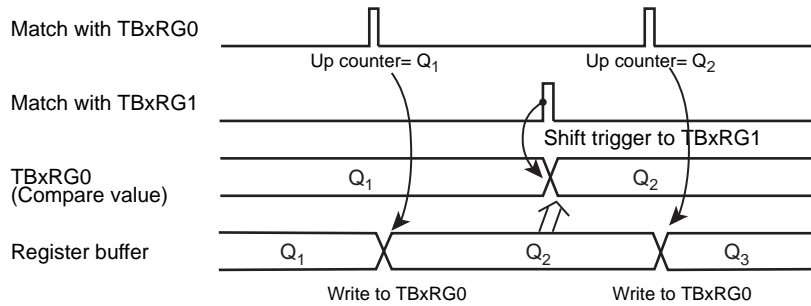 Match with TBxRG0
Up counter= Q1
Up counter= Q2
Match with TBxRG1
Shift trigger to TBxRG1
TBxRG0
(Compare value)
Q1
Q2
Register buffer
Q1
Q2
Q3
Write to TBxRG0
Write to TBxRG0